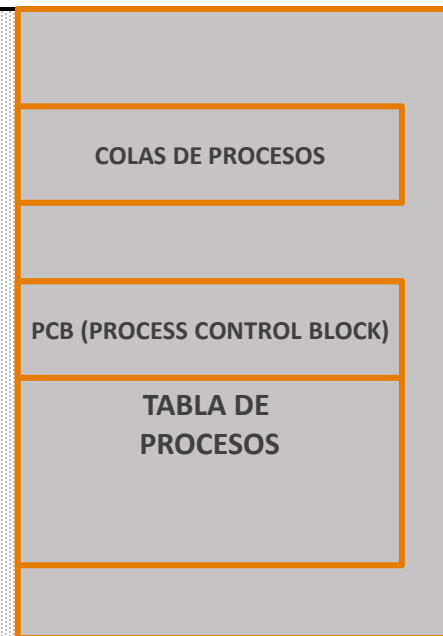 COLAS DE PROCESOS
PCB (PROCESS CONTROL BLOCK)
TABLA DE
PROCESOS